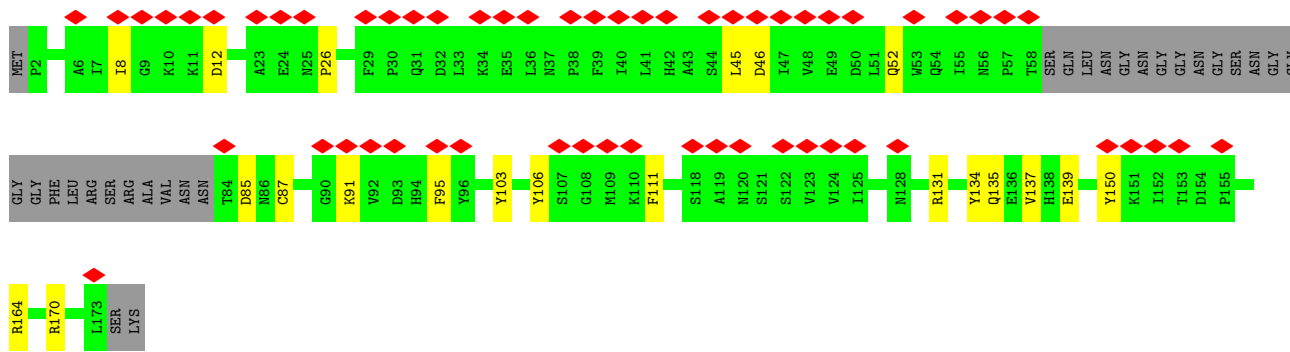 MET P2 A6 I7 I8 G9 K10 K11 D12 A23 E24 N25 P26 F29 P30 Q31 D32 L33 K34 E35 L36 N37 P38 F39 I40 L41 H42 A43 S44 L45 D46 I47 V48 E49 D50 L51 Q52 W53 Q54 I55 N56 P57 T58 SER GLN LEU ASN GLY ASN GLY GLY ASN GLY SER ASN GLY
GLY GLY PHE LEU ARG SER ARG ALA VAL ASN ASN T84 D85 N86 C87 G90 K91 V92 D93 H94 F95 Y96 Y103 Y106 S107 G108 M109 K110 F111 S118 A119 N120 S121 S122 V123 V124 I125 N128 R131 Y134 Q135 E136 V137 H138 E139 Y150 K151 I152 T153 D154 P155
R164 R170 L173 SER LYS